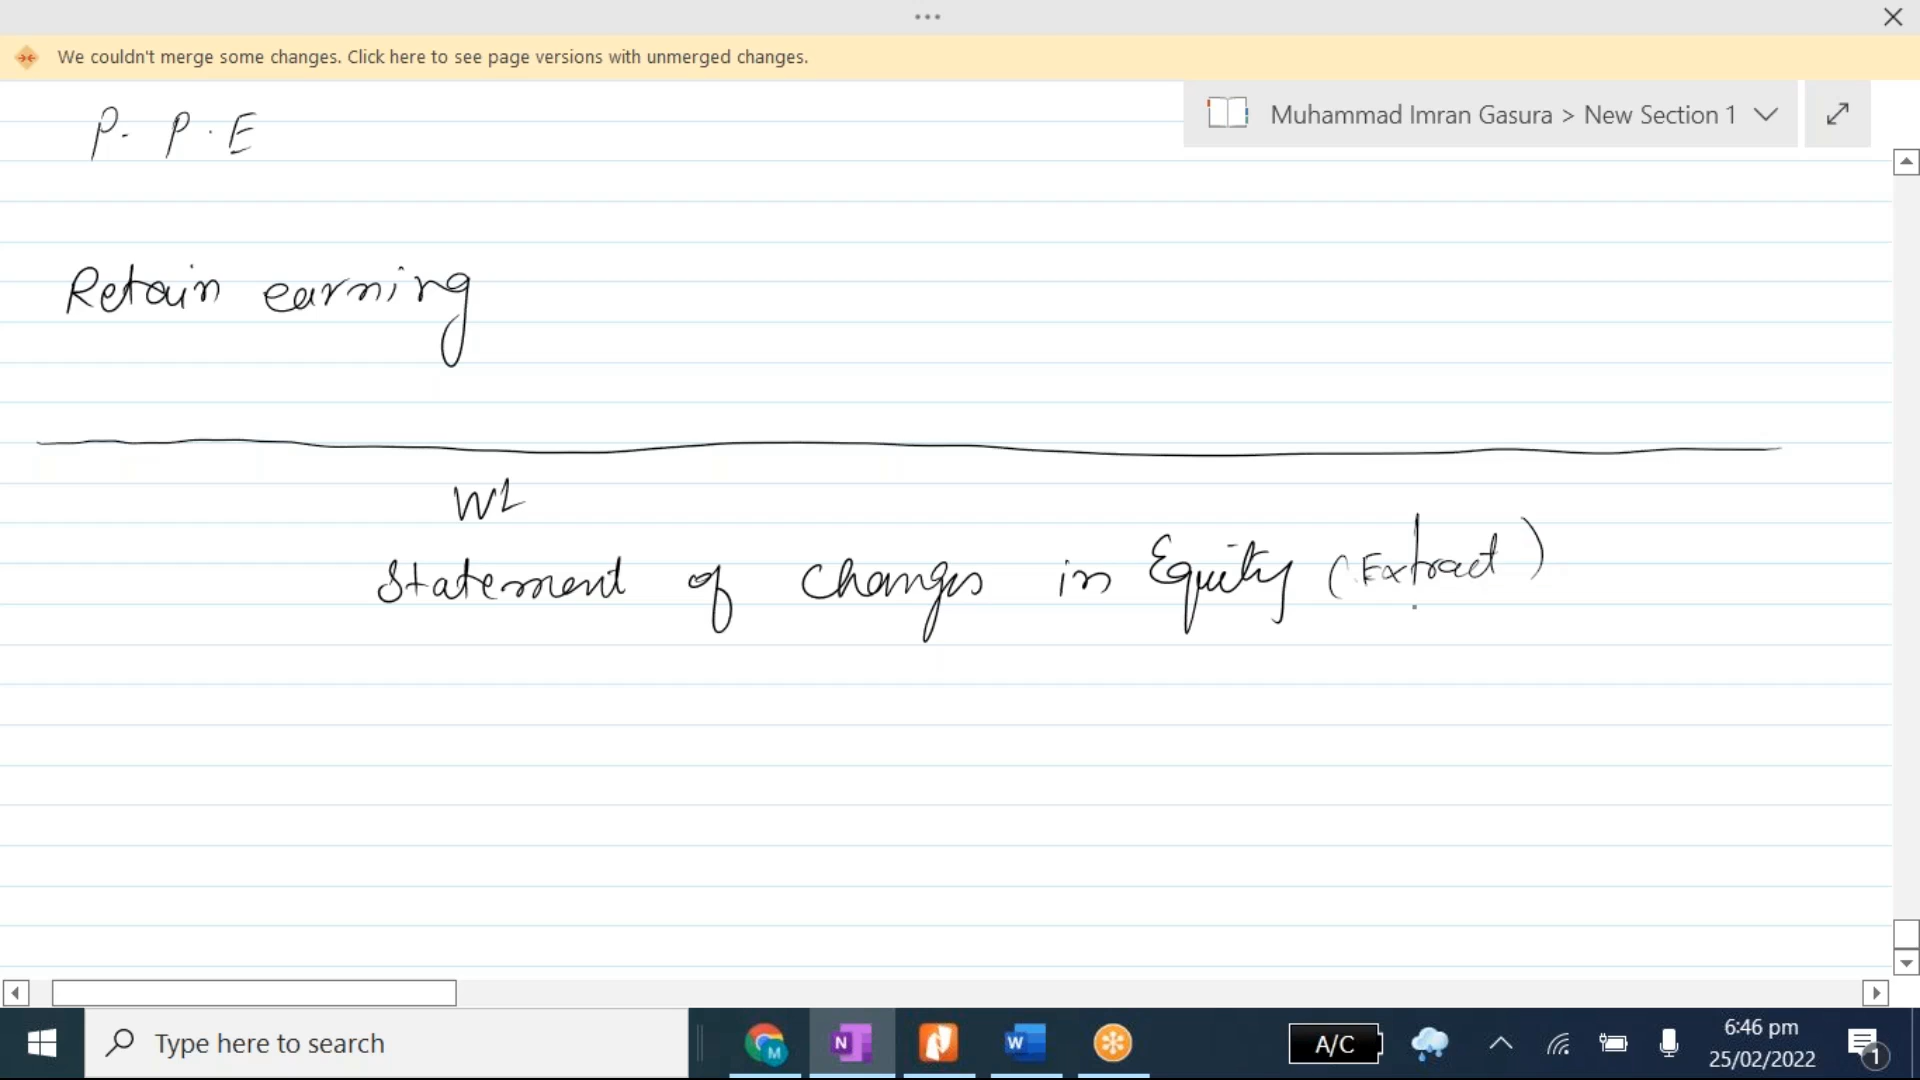 We couldn't merge some changes. Click here to see page versions with unmerged changes.
Muhammad Imran Gasura > New Section 1
P. P. E
Retain earning
Statement of Changes in Equity (Extract)
Type here to search
A/C
6:46 pm
25/02/2022
1